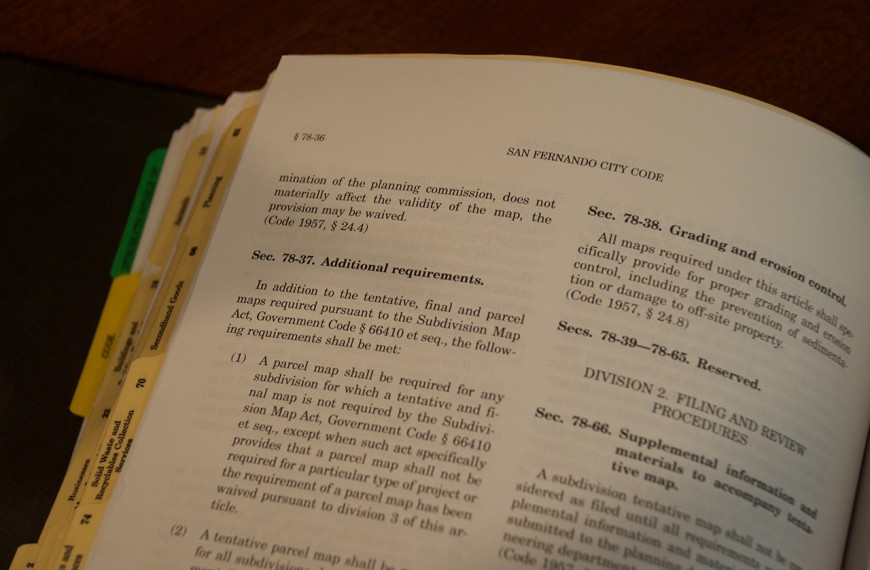 § 78-36
SAN FERNANDO CITY CODE
mination of the planning commission, does not
materially affect the validity of the map, the
provision may be waived.
(Code 1957, § 24.4)
Sec. 78-37. Additional requirements.
In addition to the tentative, final and parcel
maps required pursuant to the Subdivision Map
Act, Government Code § 66410 et seq., the follow-
ing requirements shall be met:
(1) A parcel map shall be required for any
subdivision for which a tentative and fi-
nal map is not required by the Subdivi-
sion Map Act, Government Code § 66410
et seq., except when such act specifically
provides that a parcel map shall not be
required for a particular type of project or
the requirement of a parcel map has been
waived pursuant to division 3 of this ar-
ticle.
(2) A tentative parcel map shall be
for all subdivisions
Sec. 78-38. Grading and erosion control.
All maps required under this article shall spe-
cifically provide for proper grading and erosion
control, including the prevention of sedimenta-
tion or damage to off-site property.
(Code 1957, § 24.8)
Secs. 78-39—78-65. Reserved.
DIVISION 2. FILING AND REVIEW
PROCEDURES
Sec. 78-66. Supplemental information and
materials to accompany tenta-
tive map.
A subdivision tentative map shall not be con-
sidered as filed until all requirements
plemental information and
submitted to the planning
neering department
(Code 1957
Planning
66
Secondhand Goods
70
Solid Waste and
Recyclables Collection
Services
74
22
Businesses
CODE
Buildings and
2